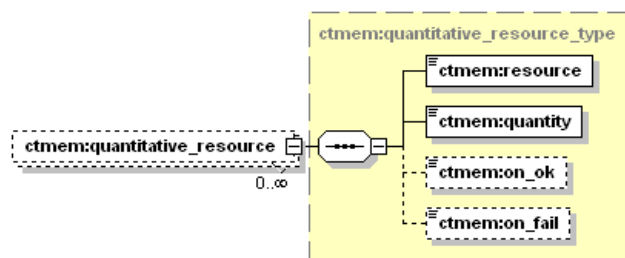 ctmem:quantitative_resource_type
ctmem:resource
ctmem:quantity
ctmem:quantitative_resource
0..∞
ctmem:on_ok
ctmem:on_fail